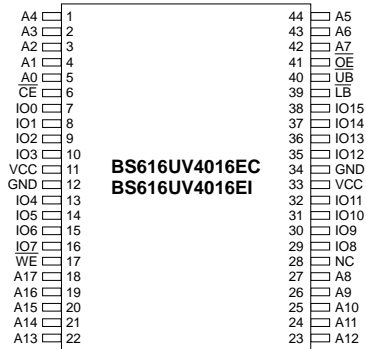 A4 1 44 A5
A3 2 43 A6
A2 3 42 A7
A1 4 41 OE
A0 5 40 UB
CE 6 39 LB
IO0 7 38 IO15
IO1 8 37 IO14
IO2 9 36 IO13
IO3 10 35 IO12
VCC 11 BS616UV4016EC 34 GND
GND 12 BS616UV4016EI 33 VCC
IO4 13 32 IO11
IO5 14 31 IO10
IO6 15 30 IO9
IO7 16 29 IO8
WE 17 28 NC
A17 18 27 A8
A16 19 26 A9
A15 20 25 A10
A14 21 24 A11
A13 22 23 A12